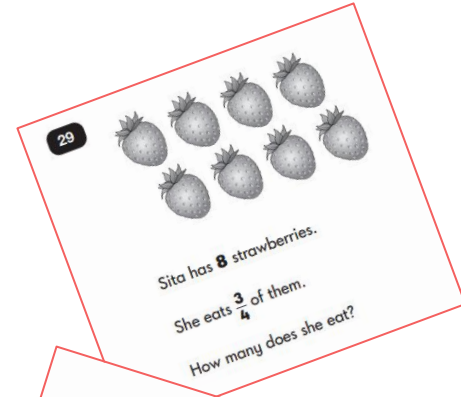 29
Sita has 8 strawberries.
She eats 3/4 of them.
How many does she eat?